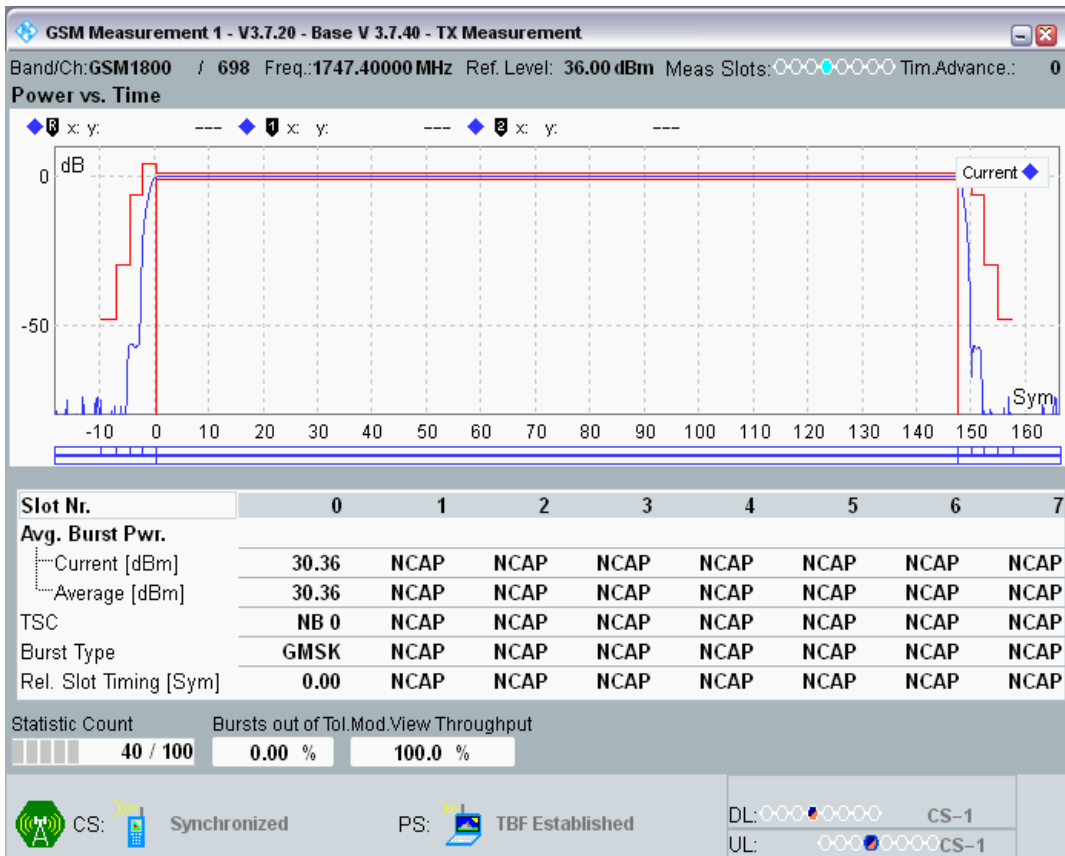 GSM Measurement 1 - V3.7.20 - Base V 3.7.40 - TX Measurement
Band/Ch:GSM1800 / 698 Freq.:1747.40000 MHz Ref. Level: 36.00 dBm Meas Slots: Tim.Advance.: 0
Power vs. Time
R x: y: --- 1 x: y: --- 2 x: y: ---
dB
Current
0
-50
Sym
-10 0 10 20 30 40 50 60 70 80 90 100 110 120 130 140 150 160
Slot Nr. 0 1 2 3 4 5 6 7
Avg. Burst Pwr.
Current [dBm] 30.36 NCAP NCAP NCAP NCAP NCAP NCAP NCAP
Average [dBm] 30.36 NCAP NCAP NCAP NCAP NCAP NCAP NCAP
TSC NB 0 NCAP NCAP NCAP NCAP NCAP NCAP NCAP
Burst Type GMSK NCAP NCAP NCAP NCAP NCAP NCAP NCAP
Rel. Slot Timing [Sym] 0.00 NCAP NCAP NCAP NCAP NCAP NCAP NCAP
Statistic Count Bursts out of Tol.Mod.View Throughput
40 / 100 0.00 % 100.0 %
CS: Synchronized PS: TBF Established
DL: CS-1
UL: CS-1